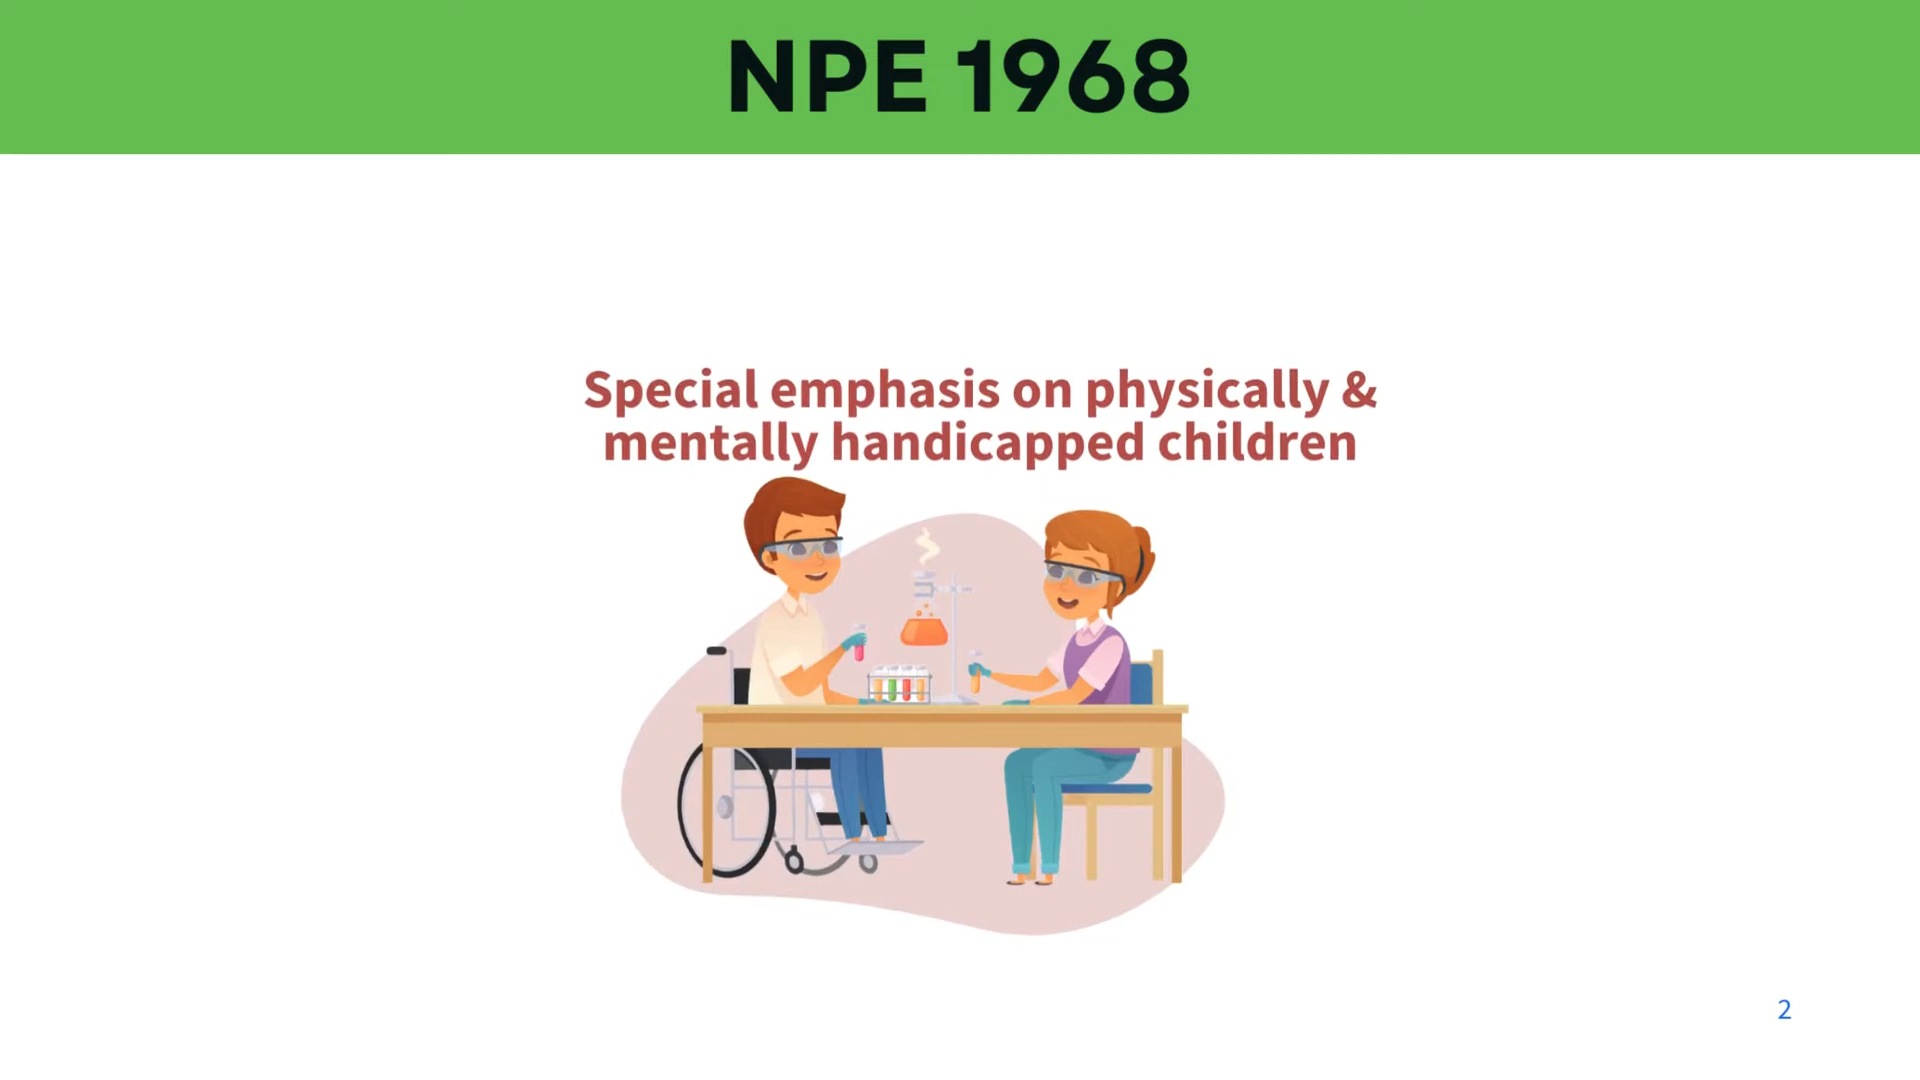 NPE 1968
Special emphasis on physically &
mentally handicapped children
2